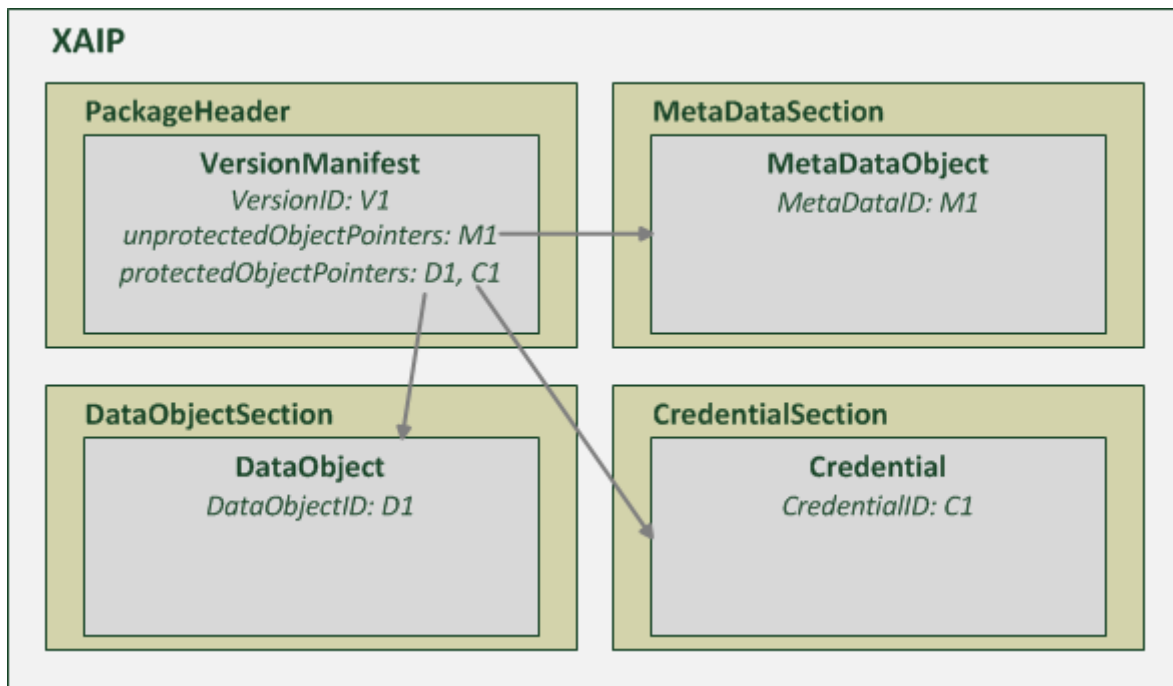 XAIP
PackageHeader
VersionManifest
VersionID: V1
unprotectedObjectPointers: M1
protectedObjectPointers: D1, C1
MetaDataSection
MetaDataObject
MetaDataID: M1
DataObjectSection
DataObject
DataObjectID: D1
CredentialSection
Credential
CredentialID: C1